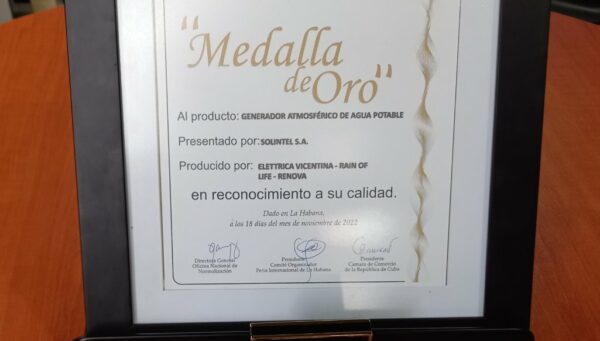 "Medalla
de Oro"
Al producto: GENERADOR ATMOSFÉRICO DE AGUA POTABLE
Presentado por: SOLINTEL S.A.
Producido por: ELETTRICA VICENTINA - RAIN OF
LIFE - RENOVA
en reconocimiento a su calidad.
Dado en La Habana,
a los 18 días del mes de noviembre de 2022
Directora General
Oficina Nacional de
Normalización
Presidente
Comité Organizador
Feria Internacional de La Habana
Presidente
Camara de Comercio
de la República de Cuba